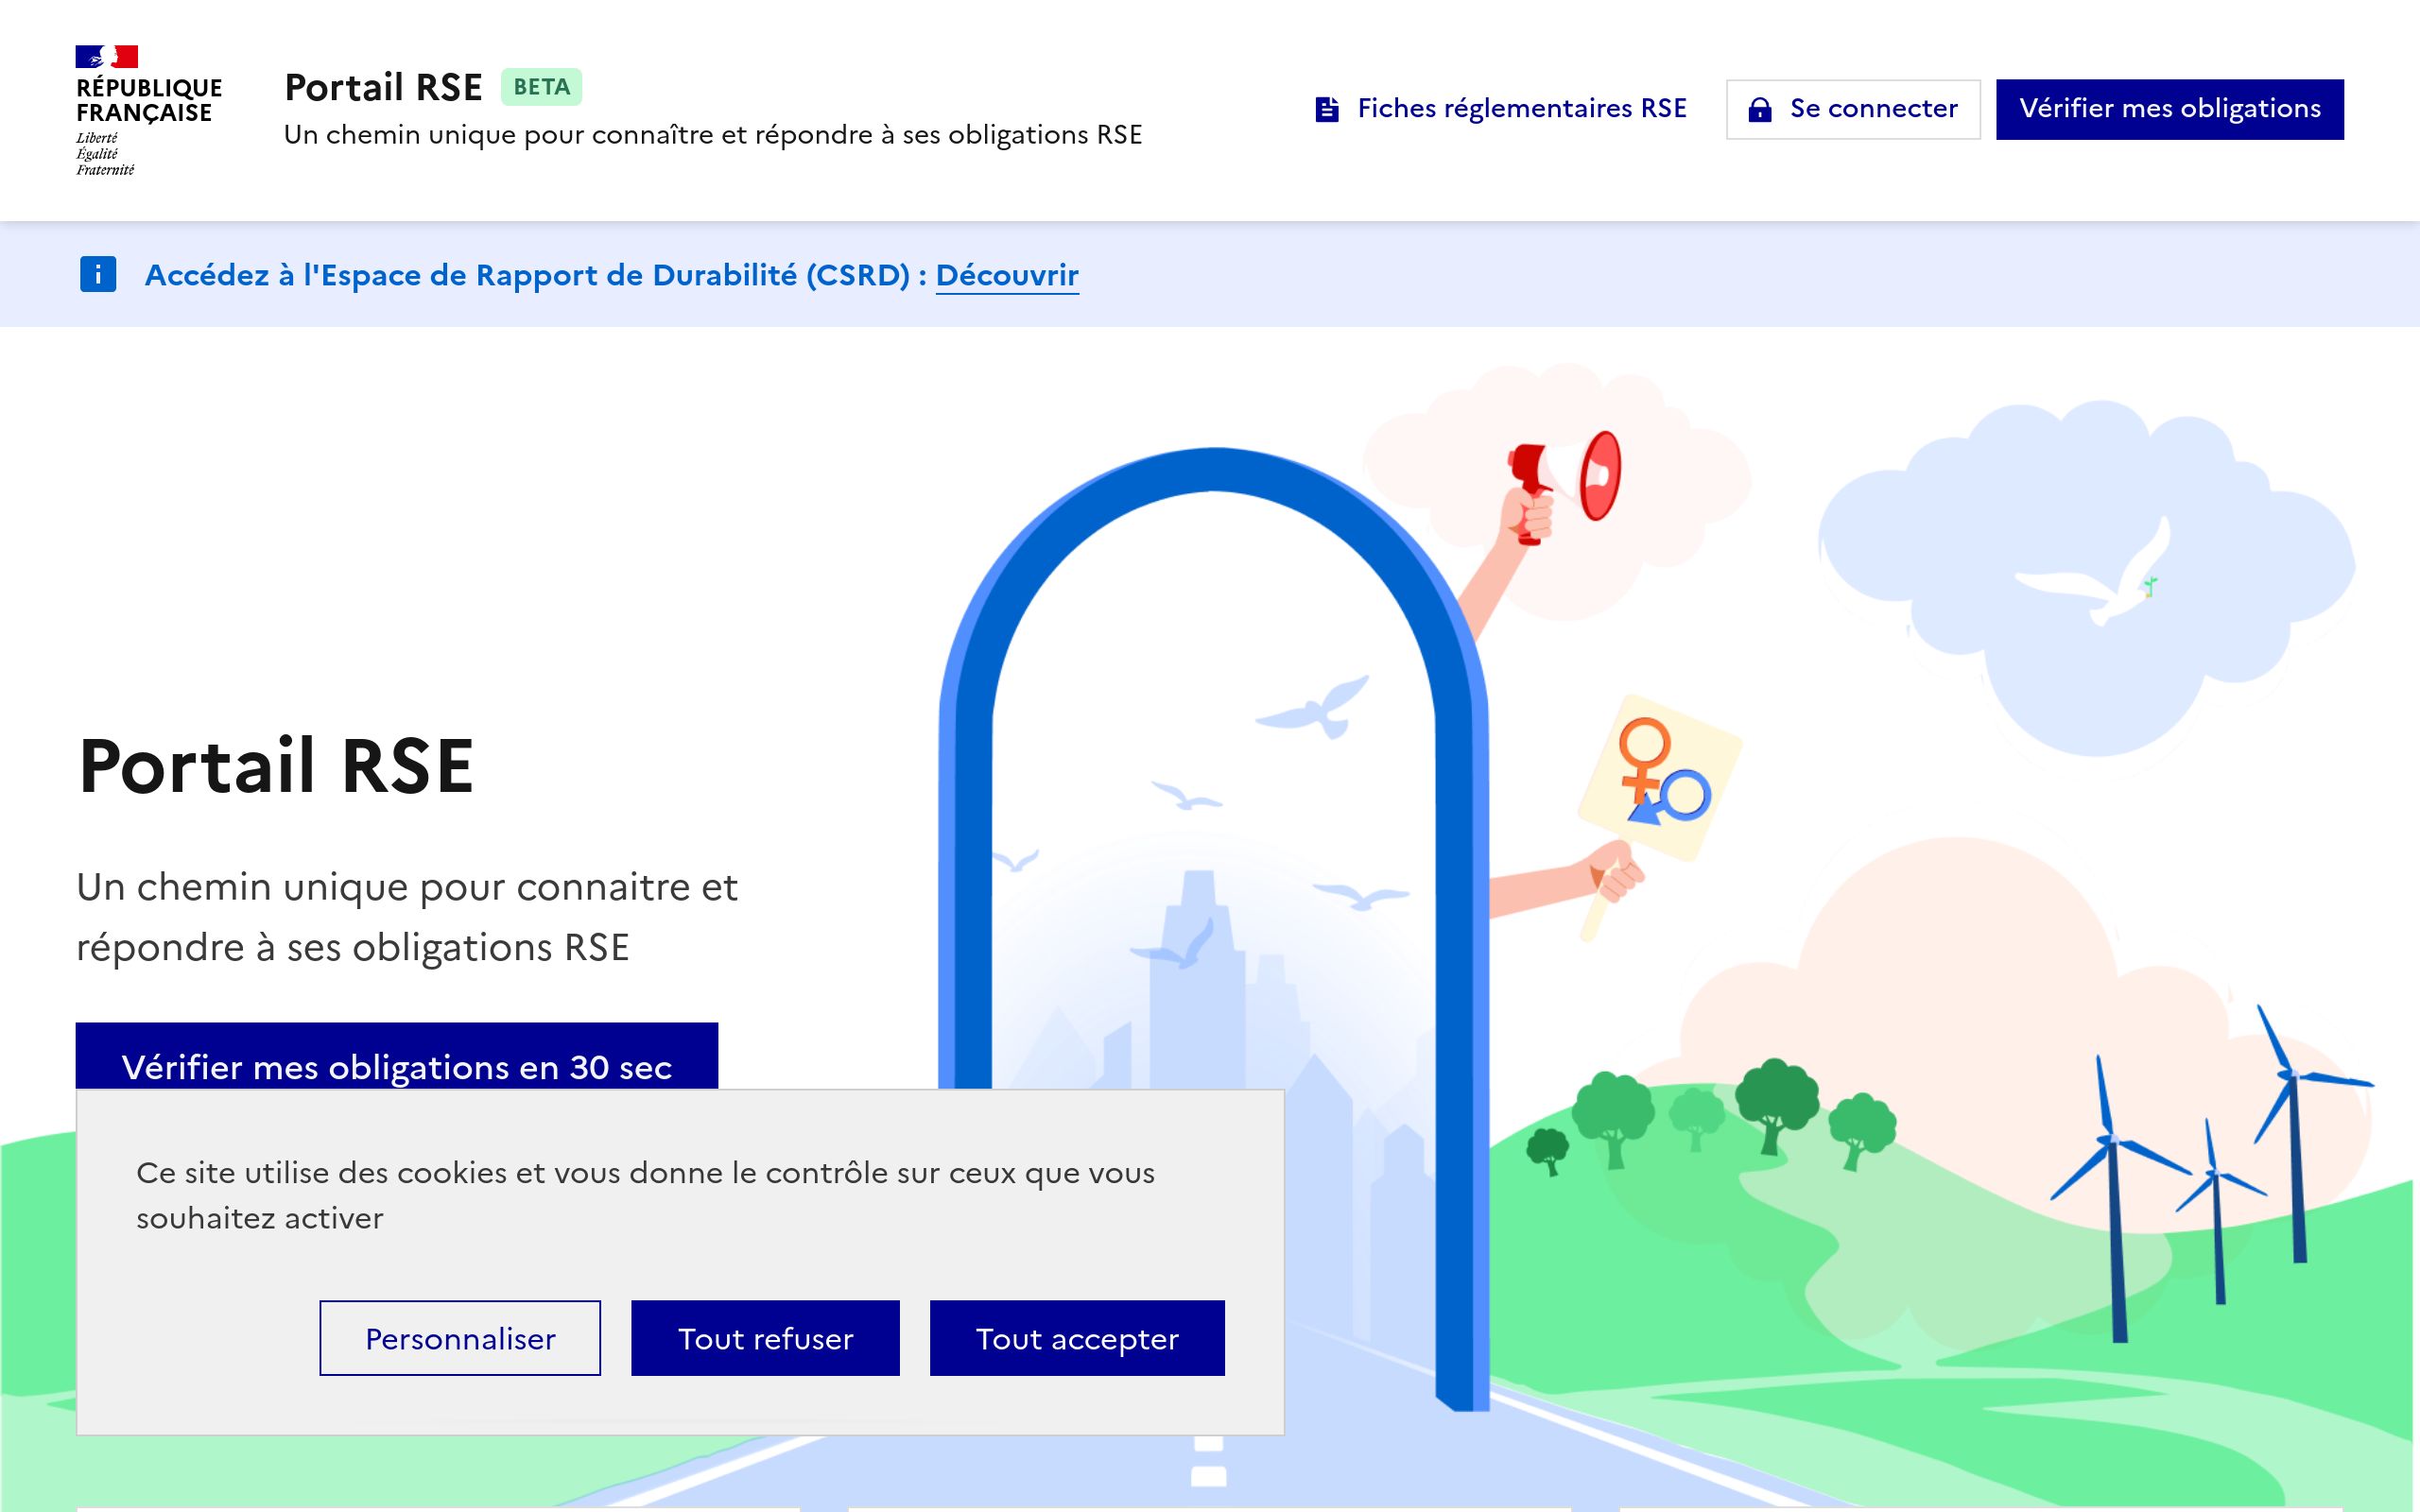 RÉPUBLIQUE
FRANÇAISE
Liberté
Égalité
Fraternité
Portail RSE BETA
Un chemin unique pour connaître et répondre à ses obligations RSE
Fiches réglementaires RSE
Se connecter
Vérifier mes obligations
Accédez à l'Espace de Rapport de Durabilité (CSRD) : Découvrir
Portail RSE
Un chemin unique pour connaitre et
répondre à ses obligations RSE
Vérifier mes obligations en 30 sec
Ce site utilise des cookies et vous donne le contrôle sur ceux que vous
souhaitez activer
Personnaliser
Tout refuser
Tout accepter